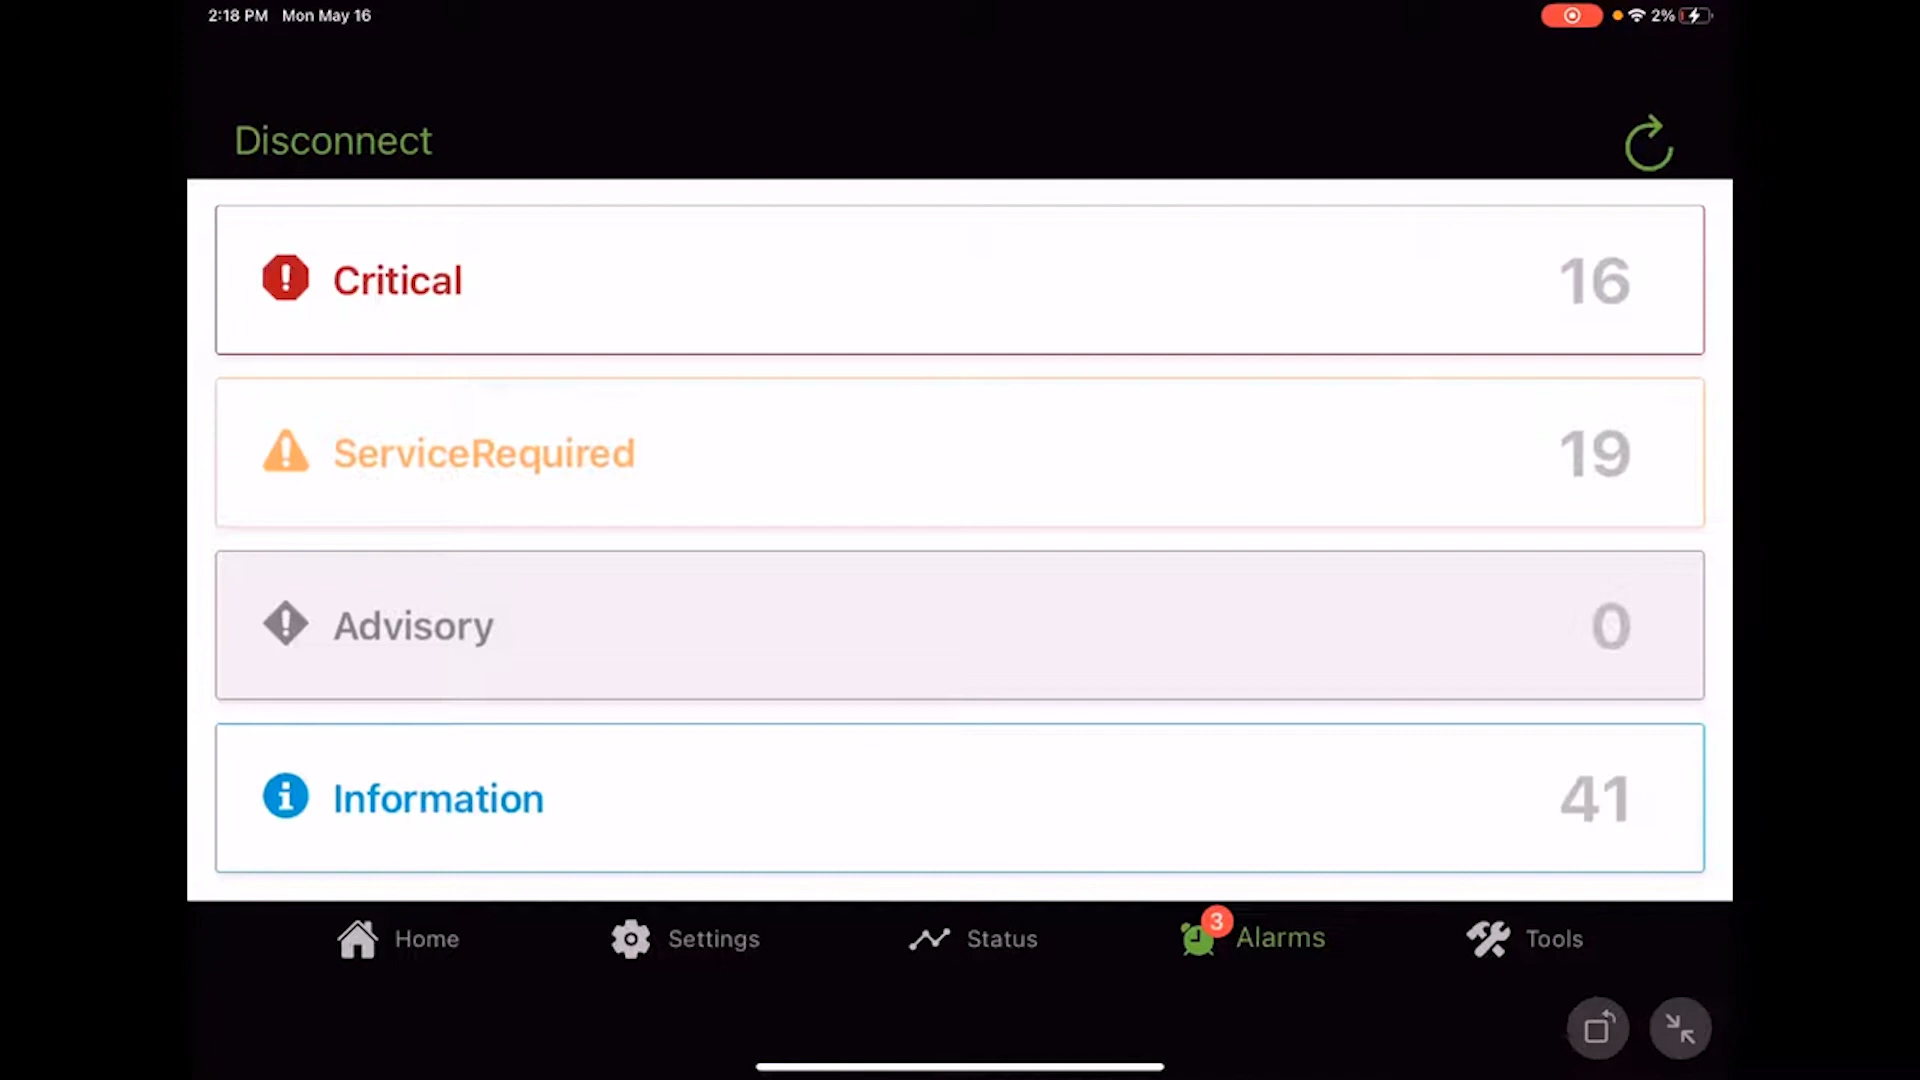 2:18 PM Mon May 16
2%
Disconnect
Critical 16
ServiceRequired 19
Advisory 0
Information 41
Home Settings Status 3 Alarms Tools